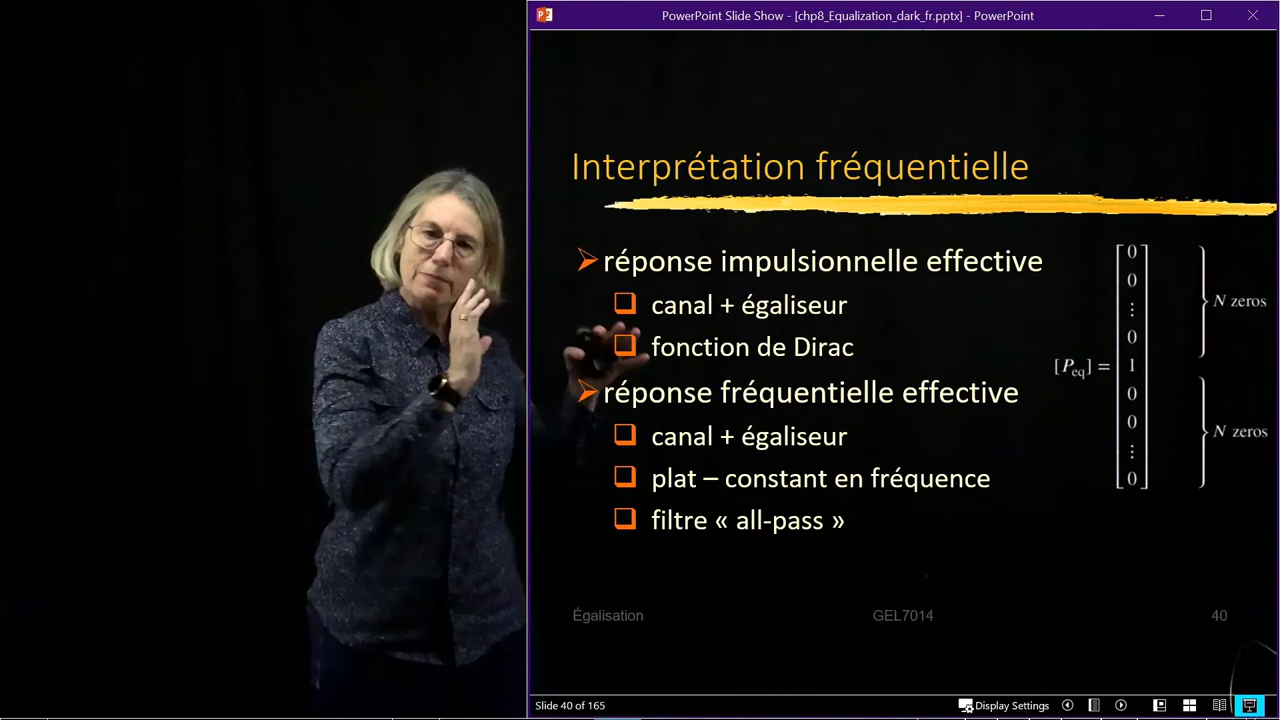 PowerPoint Slide Show - [chp8_Equalization_dark_fr.pptx] - PowerPoint
Interprétation fréquentielle
réponse impulsionnelle effective
canal + égaliseur
fonction de Dirac
réponse fréquentielle effective
canal + égaliseur
plat – constant en fréquence
filtre « all-pass »
[Peq] =
0
0
⋮
0
1
0
0
⋮
0
N zeros
N zeros
Égalisation
GEL7014
40
Slide 40 of 165
Display Settings